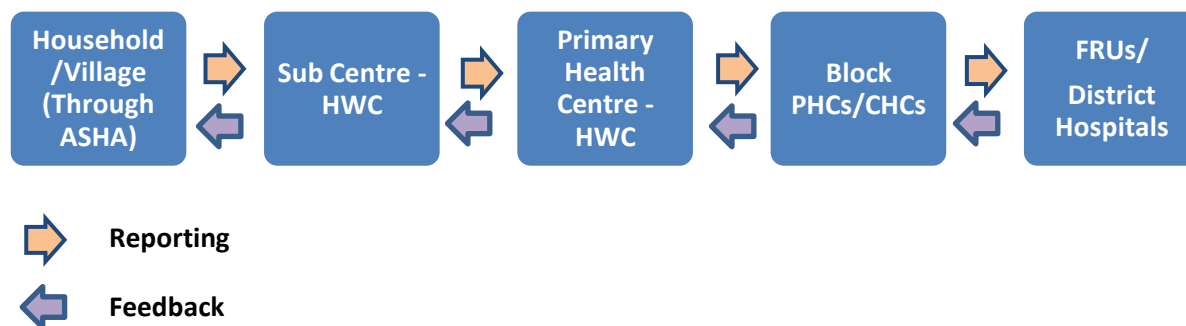 Household
/Village
(Through
ASHA)
Sub Centre -
HWC
Primary
Health
Centre -
HWC
Block
PHCs/CHCs
FRUs/
District
Hospitals
Reporting
Feedback